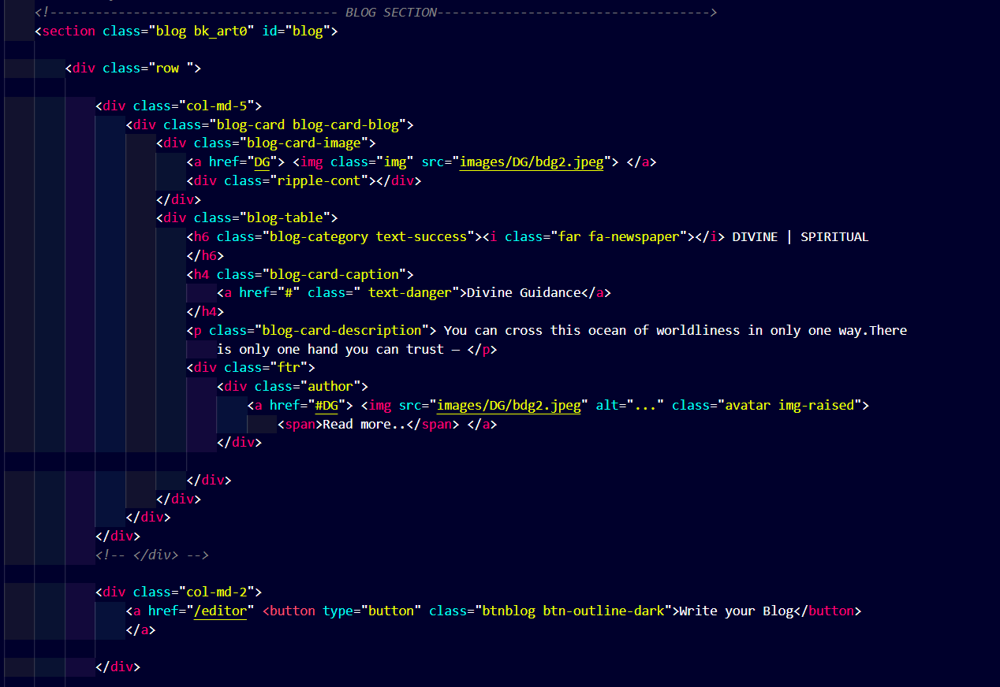 <!-------------------------------------- BLOG SECTION------------------------------------>
<section class="blog bk_art0" id="blog">
<div class="row ">
<div class="col-md-5">
<div class="blog-card blog-card-blog">
<div class="blog-card-image">
<a href="DG"> <img class="img" src="images/DG/bdg2.jpeg"> </a>
<div class="ripple-cont"></div>
</div>
<div class="blog-table">
<h6 class="blog-category text-success"><i class="far fa-newspaper"></i> DIVINE | SPIRITUAL
</h6>
<h4 class="blog-card-caption">
<a href="#" class=" text-danger">Divine Guidance</a>
</h4>
<p class="blog-card-description"> You can cross this ocean of worldliness in only one way.There
is only one hand you can trust — </p>
<div class="ftr">
<div class="author">
<a href="#DG"> <img src="images/DG/bdg2.jpeg" alt="..." class="avatar img-raised">
<span>Read more..</span> </a>
</div>
</div>
</div>
</div>
</div>
<!-- </div> -->
<div class="col-md-2">
<a href="/editor" <button type="button" class="btnblog btn-outline-dark">Write your Blog</button>
</a>
</div>